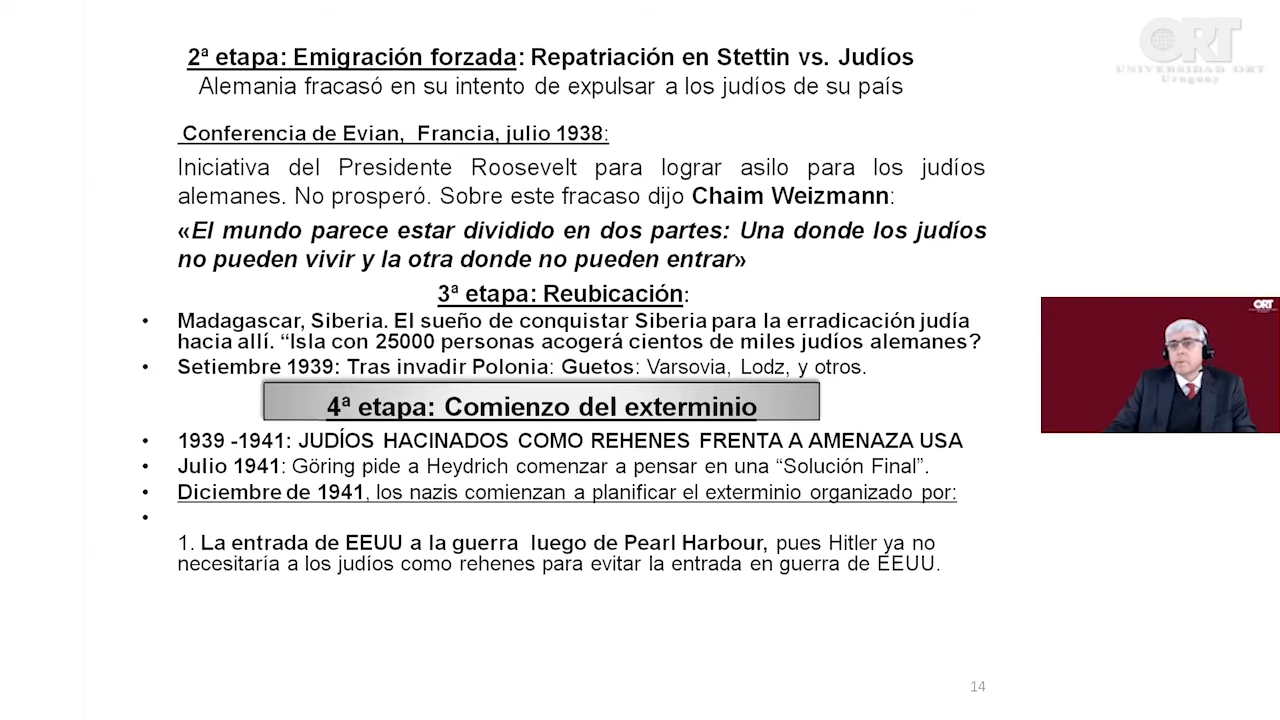 ORT
UNIVERSIDAD ORT
Uruguay
2ª etapa: Emigración forzada: Repatriación en Stettin vs. Judíos
Alemania fracasó en su intento de expulsar a los judíos de su país
Conferencia de Evian, Francia, julio 1938:
Iniciativa del Presidente Roosevelt para lograr asilo para los judíos
alemanes. No prosperó. Sobre este fracaso dijo Chaim Weizmann:
«El mundo parece estar dividido en dos partes: Una donde los judíos
no pueden vivir y la otra donde no pueden entrar»
3ª etapa: Reubicación:
• Madagascar, Siberia. El sueño de conquistar Siberia para la erradicación judía
hacia allí. “Isla con 25000 personas acogerá cientos de miles judíos alemanes?
• Setiembre 1939: Tras invadir Polonia: Guetos: Varsovia, Lodz, y otros.
4ª etapa: Comienzo del exterminio
• 1939 -1941: JUDÍOS HACINADOS COMO REHENES FRENTA A AMENAZA USA
• Julio 1941: Göring pide a Heydrich comenzar a pensar en una “Solución Final”.
• Diciembre de 1941, los nazis comienzan a planificar el exterminio organizado por:
•
1. La entrada de EEUU a la guerra luego de Pearl Harbour, pues Hitler ya no
necesitaría a los judíos como rehenes para evitar la entrada en guerra de EEUU.
14
ORT